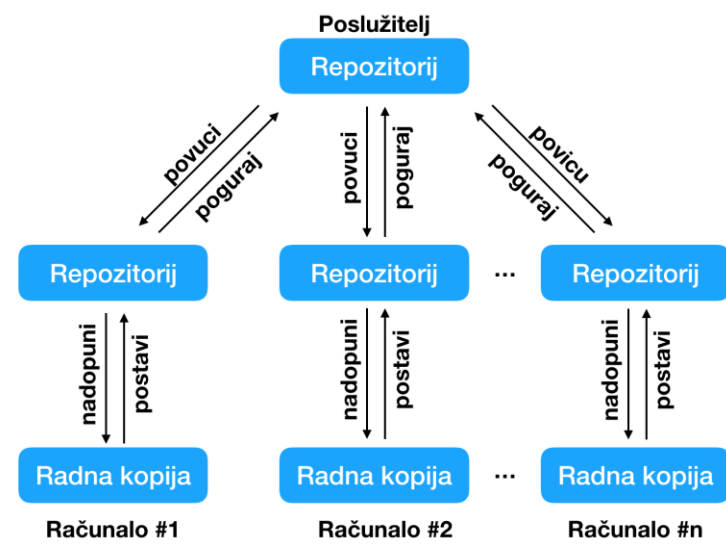 Poslužitelj
Repozitorij
povuci
poguraj
povuci
poguraj
povicu
poguraj
Repozitorij
Repozitorij
...
Repozitorij
nadopuni
postavi
nadopuni
postavi
nadopuni
postavi
Radna kopija
Radna kopija
...
Radna kopija
Računalo #1
Računalo #2
Računalo #n